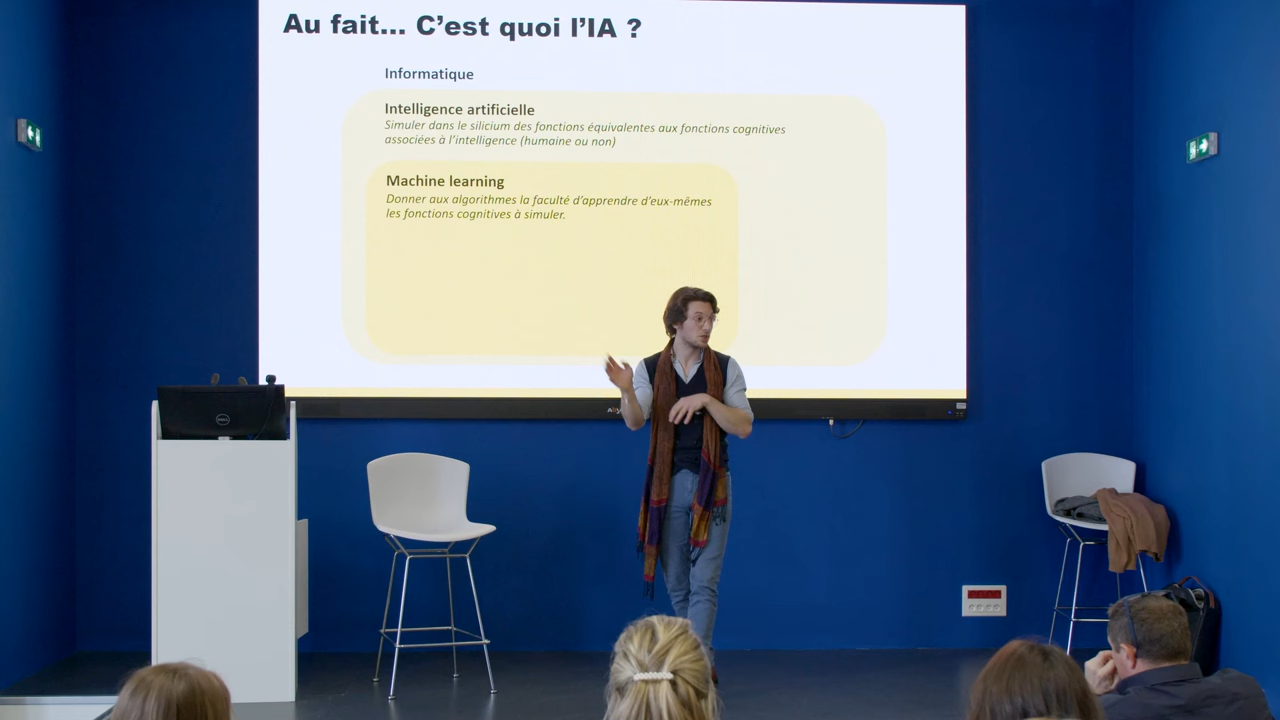 Au fait... C'est quoi l'IA ?
Informatique
Intelligence artificielle
Simuler dans le silicium des fonctions équivalentes aux fonctions cognitives
associées à l'intelligence (humaine ou non)
Machine learning
Donner aux algorithmes la faculté d'apprendre d'eux-mêmes
les fonctions cognitives à simuler.
DELL